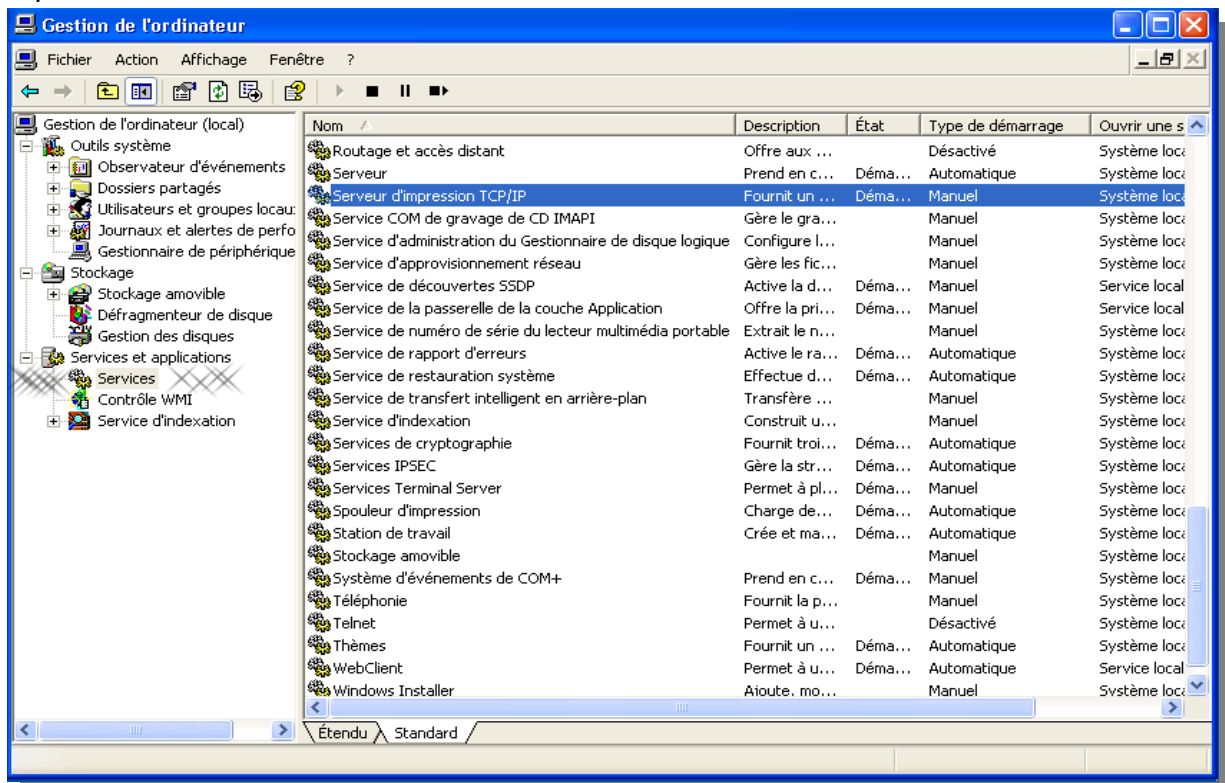 Gestion de l'ordinateur
Fichier Action Affichage Fenêtre ?
Gestion de l'ordinateur (local)
Outils système
Observateur d'événements
Dossiers partagés
Utilisateurs et groupes locau
Journaux et alertes de perfo
Gestionnaire de périphérique
Stockage
Stockage amovible
Défragmenteur de disque
Gestion des disques
Services et applications
Services
Contrôle WMI
Service d'indexation
Nom Description État Type de démarrage Ouvrir une s
Routage et accès distant Offre aux ... Désactivé Système loca
Serveur Prend en c... Déma... Automatique Système loca
Serveur d'impression TCP/IP Fournit un ... Déma... Manuel Système loca
Service COM de gravage de CD IMAPI Gère le gra... Manuel Système loca
Service d'administration du Gestionnaire de disque logique Configure l... Manuel Système loca
Service d'approvisionnement réseau Gère les fic... Manuel Système loca
Service de découvertes SSDP Active la d... Déma... Manuel Service local
Service de la passerelle de la couche Application Offre la pri... Déma... Manuel Service local
Service de numéro de série du lecteur multimédia portable Extrait le n... Manuel Système loca
Service de rapport d'erreurs Active le ra... Déma... Automatique Système loca
Service de restauration système Effectue d... Déma... Automatique Système loca
Service de transfert intelligent en arrière-plan Transfère ... Manuel Système loca
Service d'indexation Construit u... Manuel Système loca
Services de cryptographie Fournit troi... Déma... Automatique Système loca
Services IPSEC Gère la str... Déma... Automatique Système loca
Services Terminal Server Permet à pl... Déma... Manuel Système loca
Spouleur d'impression Charge de... Déma... Automatique Système loca
Station de travail Crée et ma... Déma... Automatique Système loca
Stockage amovible Manuel Système loca
Système d'événements de COM+ Prend en c... Déma... Manuel Système loca
Téléphonie Fournit la p... Manuel Système loca
Telnet Permet à u... Désactivé Système loca
Thèmes Fournit un ... Déma... Automatique Système loca
WebClient Permet à u... Déma... Automatique Service local
Windows Installer Ajoute, mo... Manuel Système loca
Étendu Standard